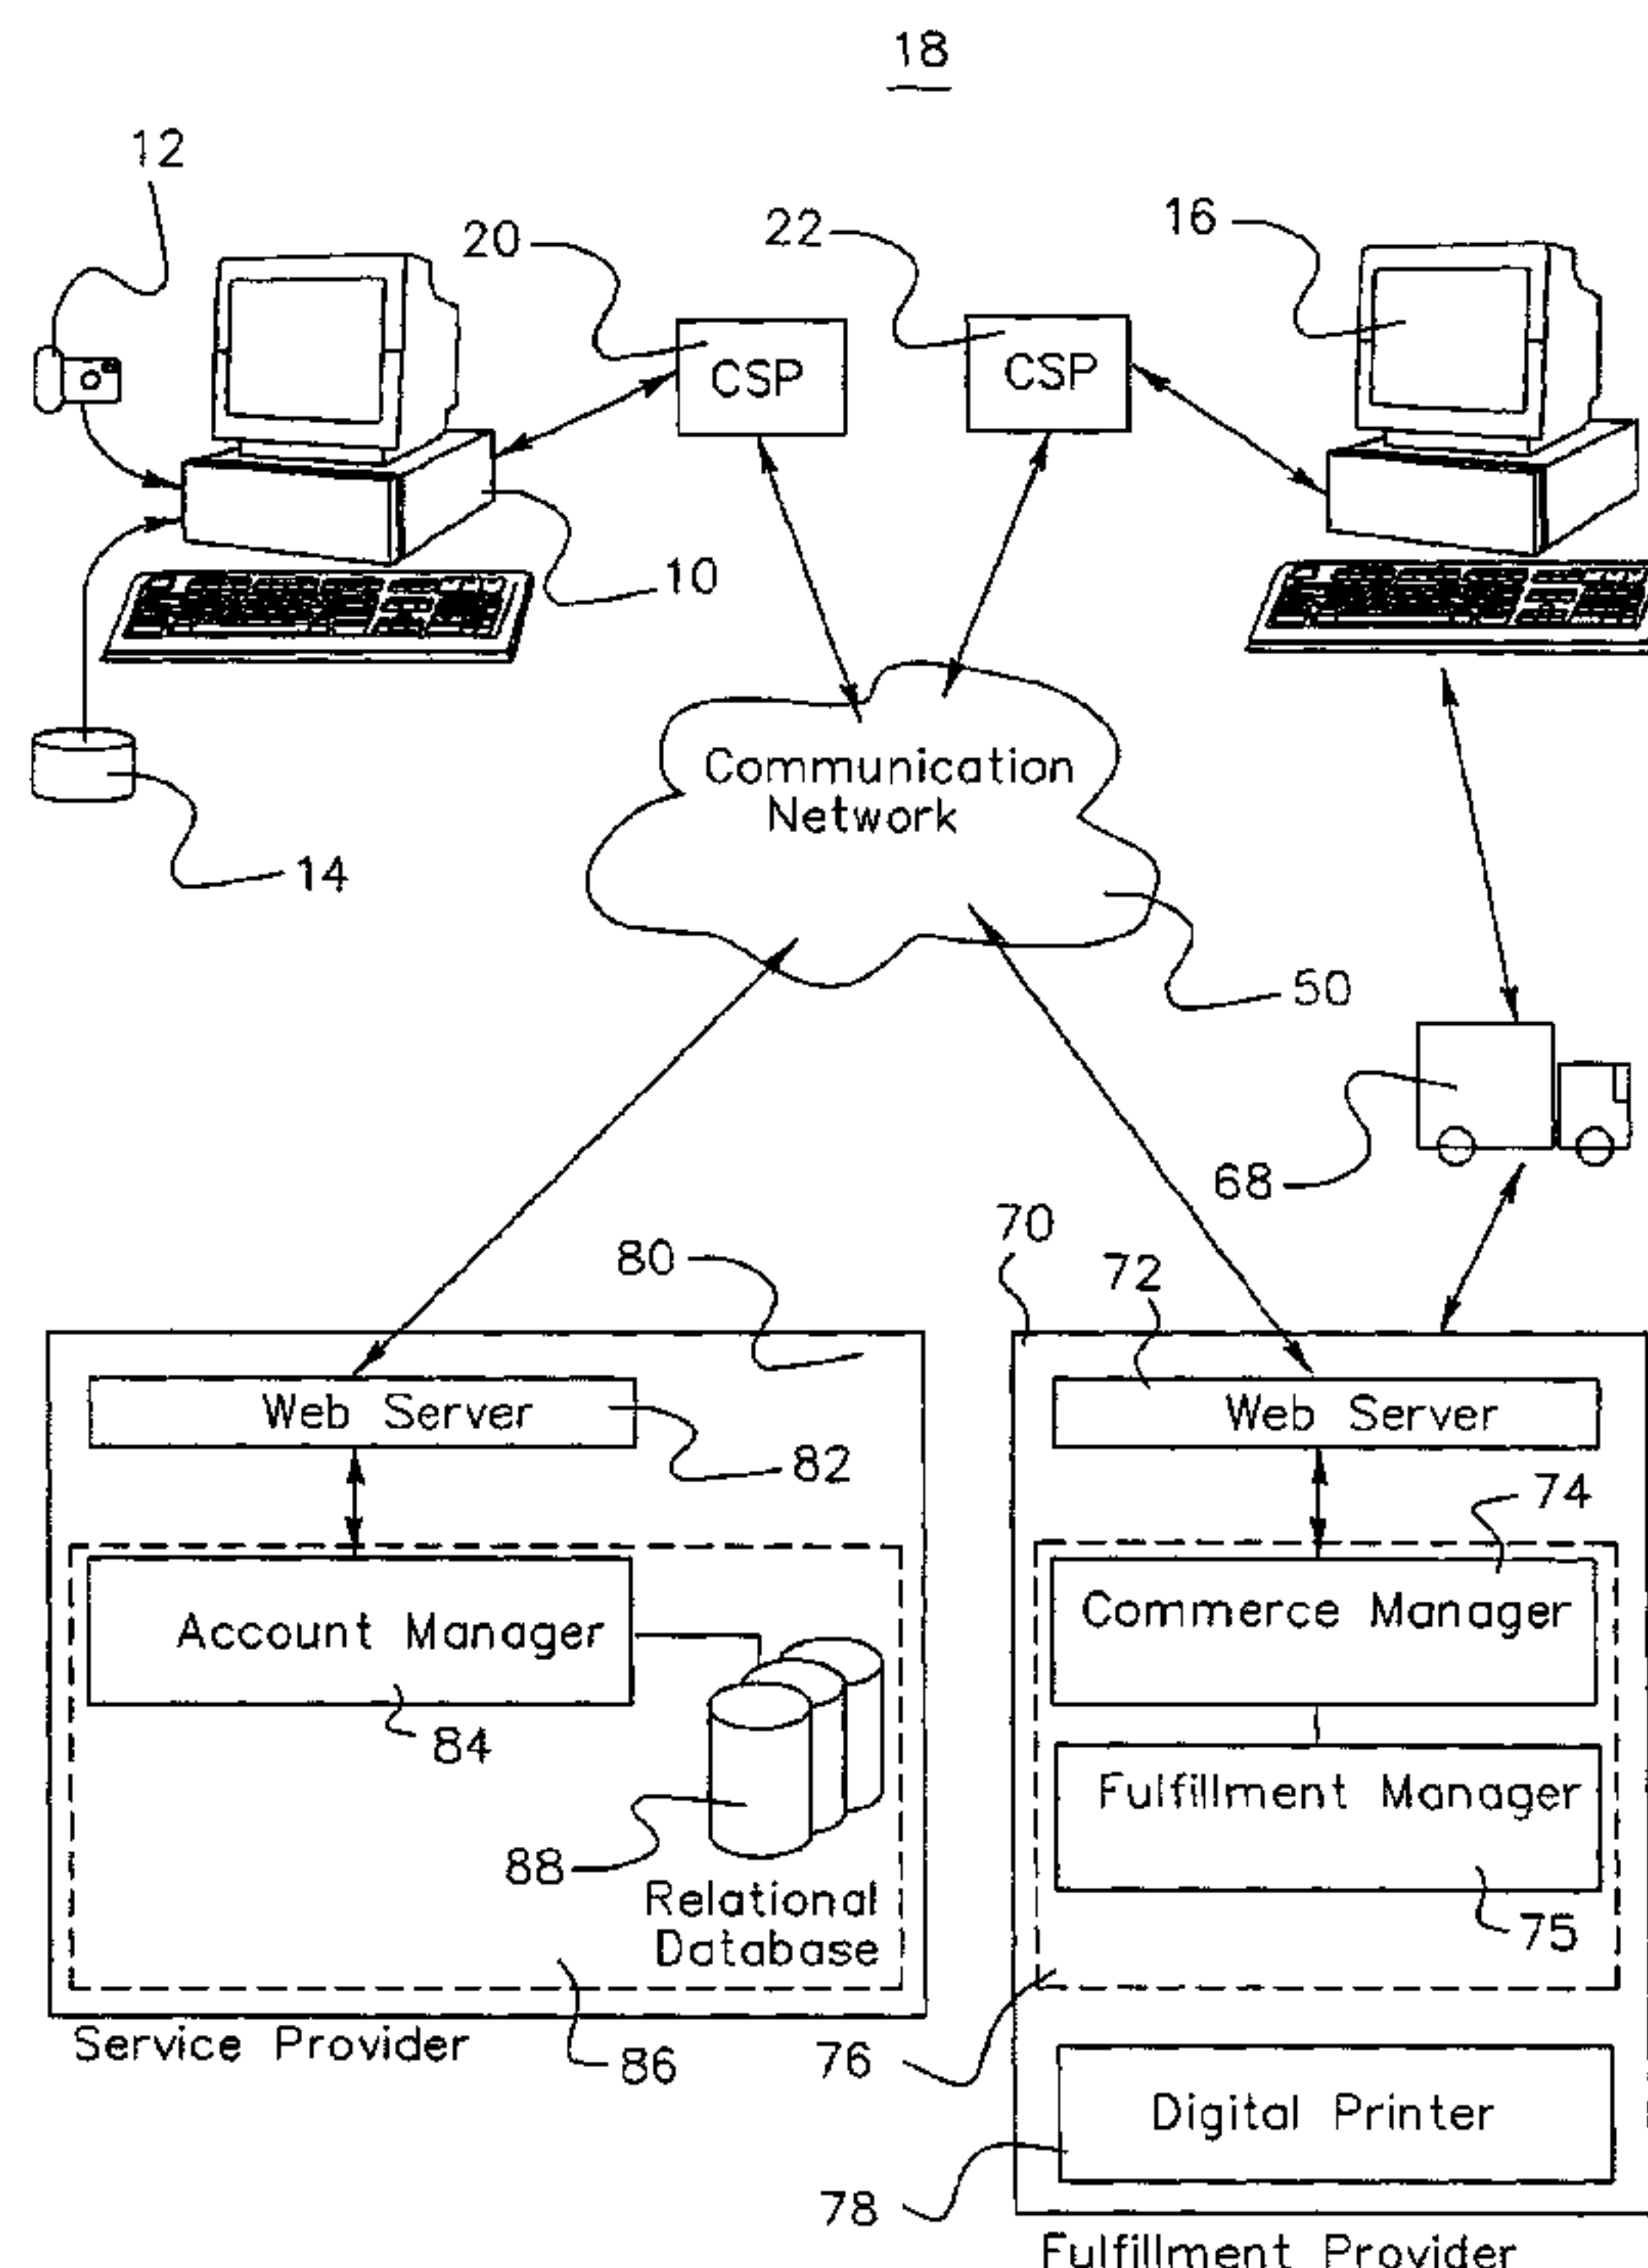 18
12
20
22
16
CSP
CSP
10
14
Communication
Network
50
68
70
80
72
Web Server
82
Web Server
74
Account Manager
84
Commerce Manager
Fulfillment Manager
75
88
Relational
Database
Service Provider
86
76
Digital Printer
78
Fulfillment Provider